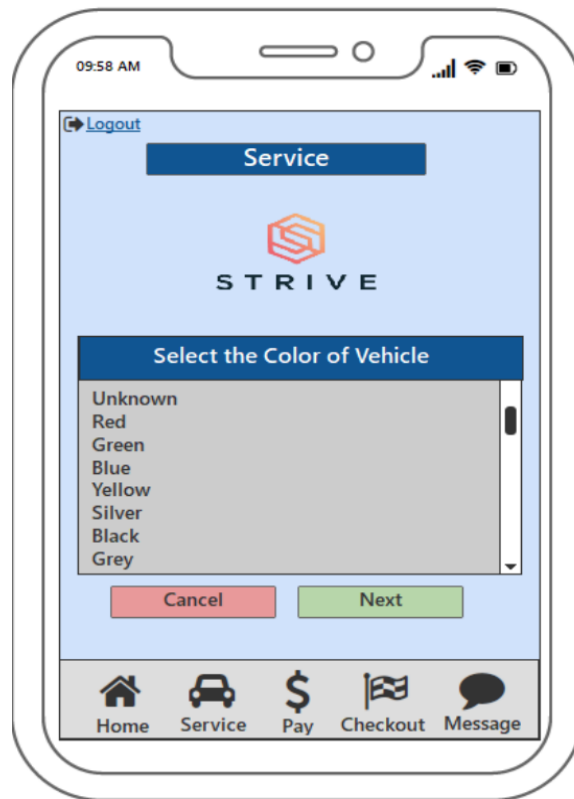 09:58 AM
Logout
Service
STRIVE
Select the Color of Vehicle
Unknown
Red
Green
Blue
Yellow
Silver
Black
Grey
Cancel Next
Home Service Pay Checkout Message